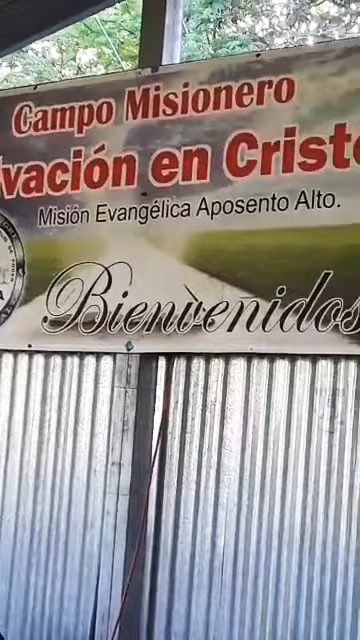 Campo Misionero
vación en Cristo
Misión Evangélica Aposento Alto.
Bienvenidos